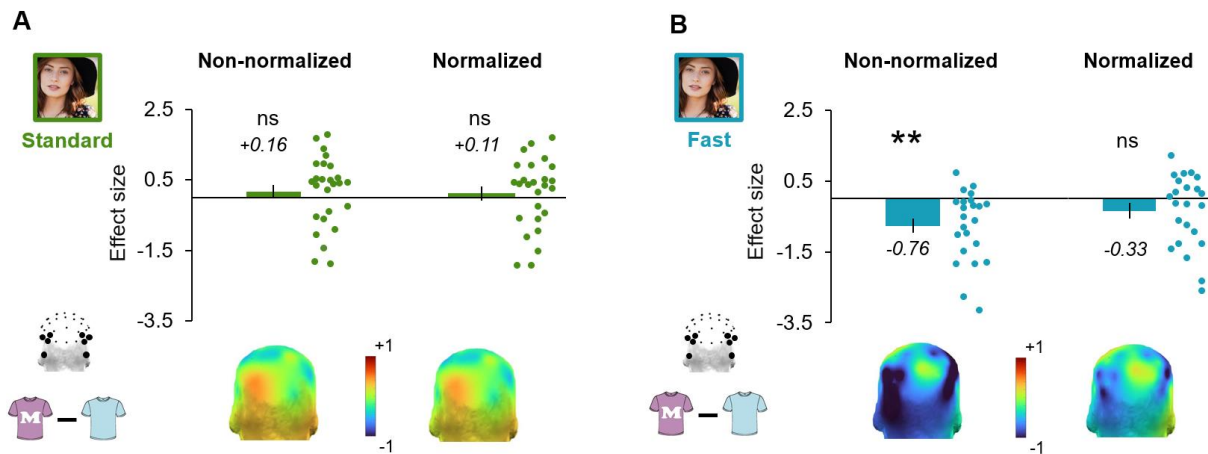 A
Non-normalized
Normalized
Standard
2.5
0.5
-1.5
-3.5
Effect size
ns
+0.16
ns
+0.11
M
+1
-1
B
Non-normalized
Normalized
Fast
2.5
0.5
-1.5
-3.5
Effect size
**
-0.76
ns
-0.33
M
+1
-1